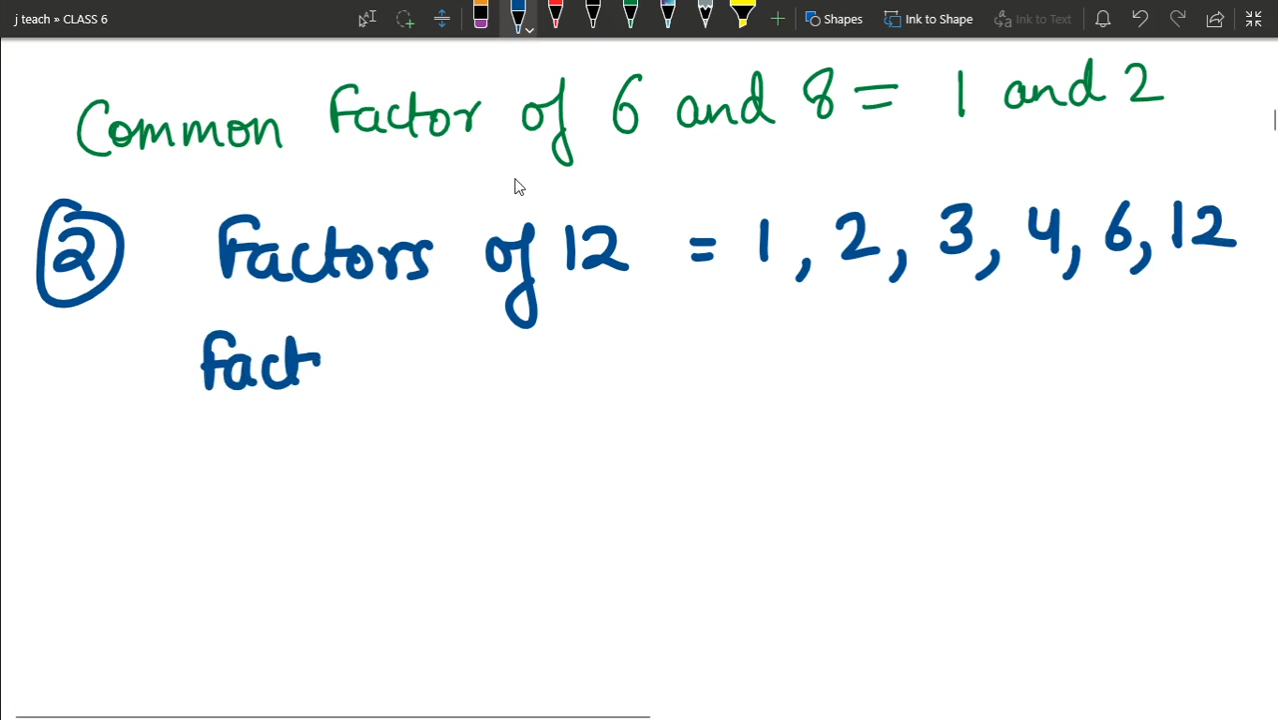 j teach » CLASS 6
Shapes
Ink to Shape
Ink to Text
Common Factor of 6 and 8 = 1 and 2
2 Factors of 12 = 1, 2, 3, 4, 6, 12
Fact